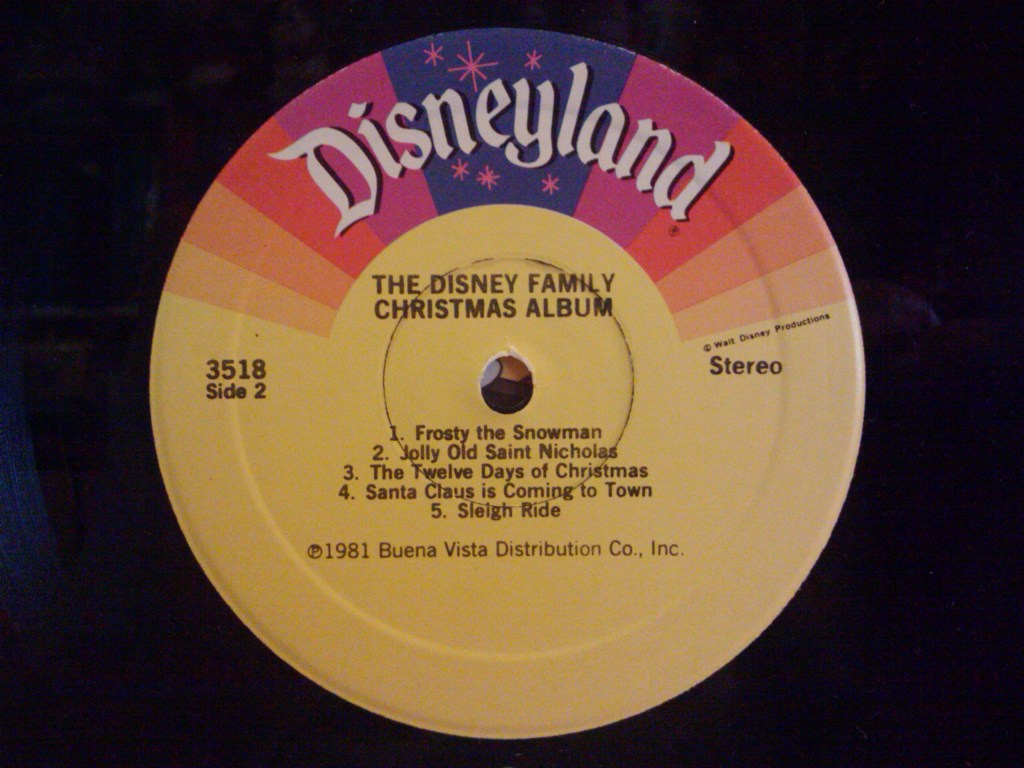 Disneyland®
THE DISNEY FAMILY
CHRISTMAS ALBUM
© Walt Disney Productions
3518
Side 2
Stereo
1. Frosty the Snowman
2. Jolly Old Saint Nicholas
3. The Twelve Days of Christmas
4. Santa Claus is Coming to Town
5. Sleigh Ride
℗1981 Buena Vista Distribution Co., Inc.